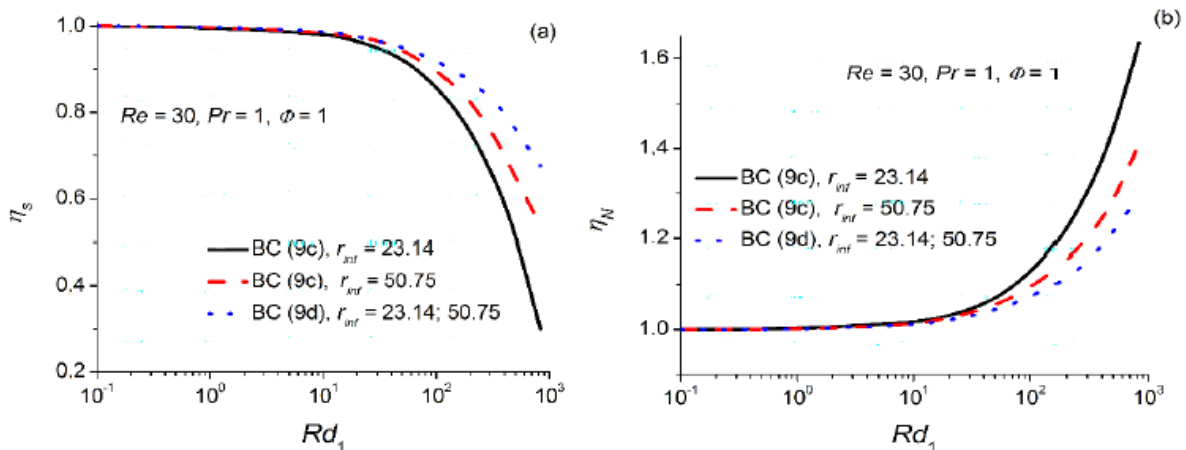 (a)
1.0
0.8
0.6
0.4
0.2
η_s
Re = 30, Pr = 1, Φ = 1
BC (9c), r_inf = 23.14
BC (9c), r_inf = 50.75
BC (9d), r_inf = 23.14; 50.75
10^-1 10^0 10^1 10^2 10^3
Rd_1
(b)
1.6
1.4
1.2
1.0
η_N
Re = 30, Pr = 1, Φ = 1
BC (9c), r_inf = 23.14
BC (9c), r_inf = 50.75
BC (9d), r_inf = 23.14; 50.75
10^-1 10^0 10^1 10^2 10^3
Rd_1